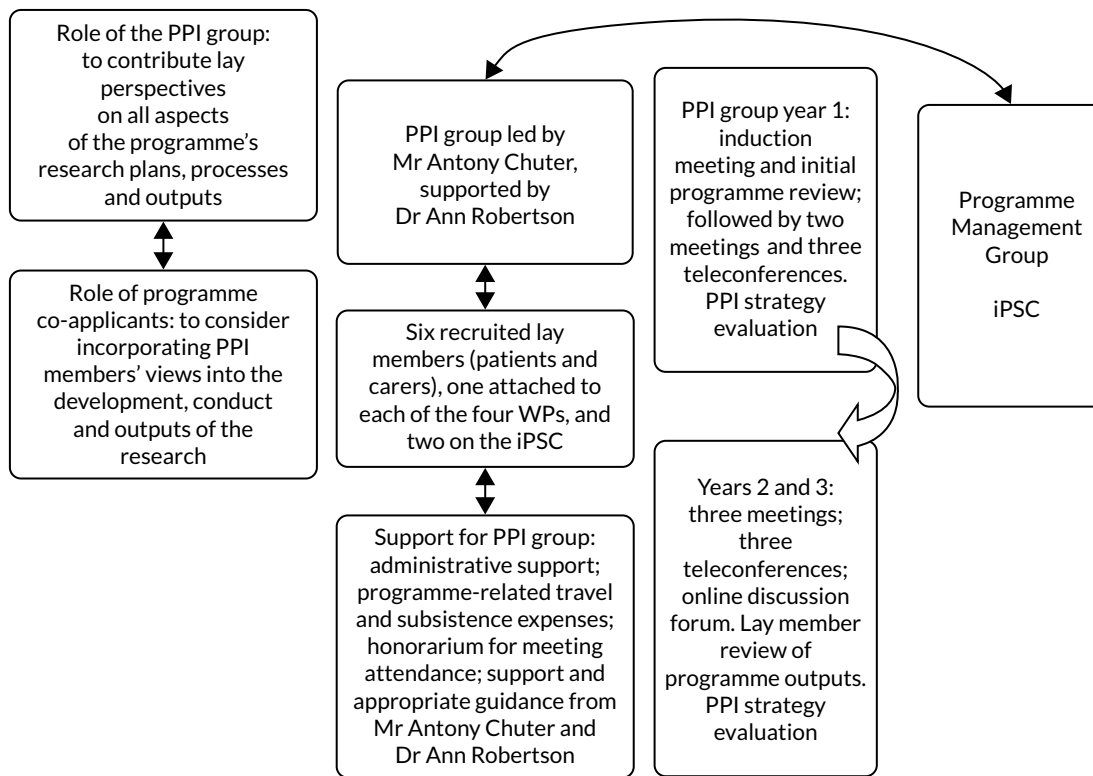 Role of the PPI group:
to contribute lay
perspectives
on all aspects
of the programme’s
research plans, processes
and outputs
Role of programme
co-applicants: to consider
incorporating PPI
members’ views into the
development, conduct
and outputs of the
research
PPI group led by
Mr Antony Chuter,
supported by
Dr Ann Robertson
Six recruited lay
members (patients and
carers), one attached to
each of the four WPs, and
two on the iPSC
Support for PPI group:
administrative support;
programme-related travel
and subsistence expenses;
honorarium for meeting
attendance; support and
appropriate guidance from
Mr Antony Chuter and
Dr Ann Robertson
PPI group year 1:
induction
meeting and initial
programme review;
followed by two
meetings and three
teleconferences.
PPI strategy
evaluation
Years 2 and 3:
three meetings;
three
teleconferences;
online discussion
forum. Lay member
review of
programme outputs.
PPI strategy
evaluation
Programme
Management
Group
iPSC